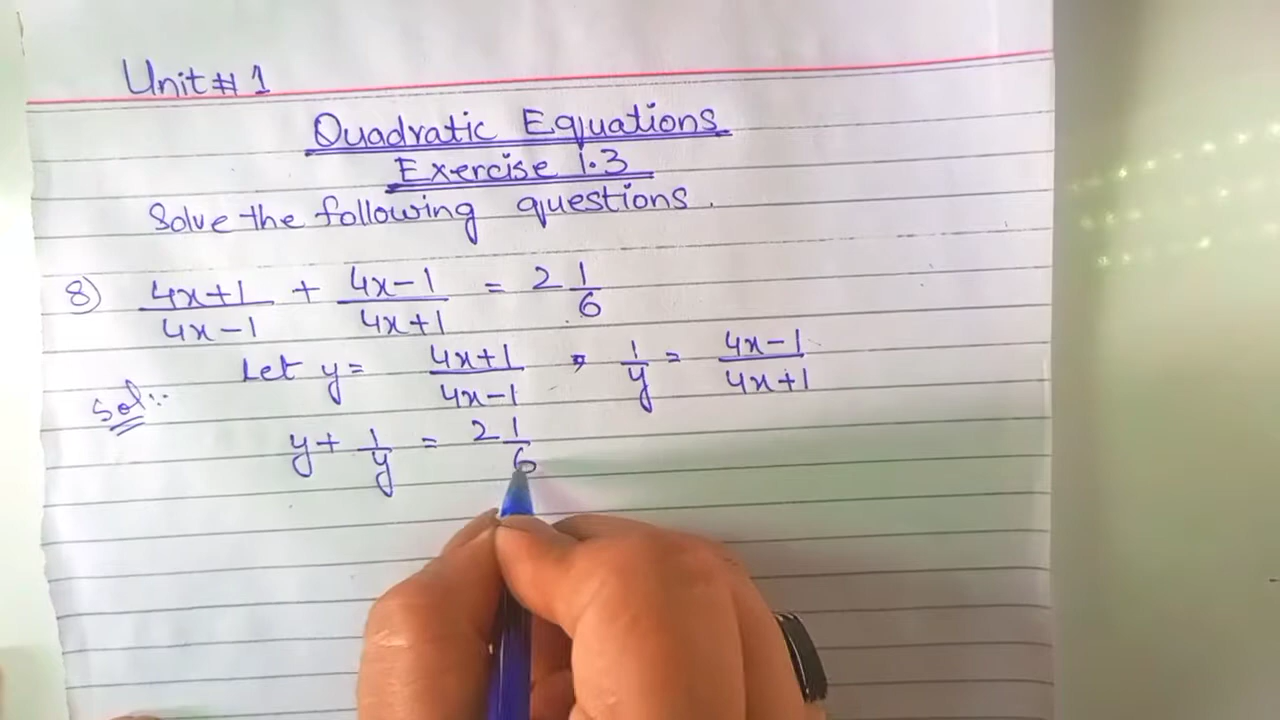 Unit # 1
Quadratic Equations
Exercise 1.3
Solve the following questions.
8) (4x+1)/(4x-1) + (4x-1)/(4x+1) = 2 1/6
Sol:- Let y = (4x+1)/(4x-1) , 1/y = (4x-1)/(4x+1)
y + 1/y = 2 1/6